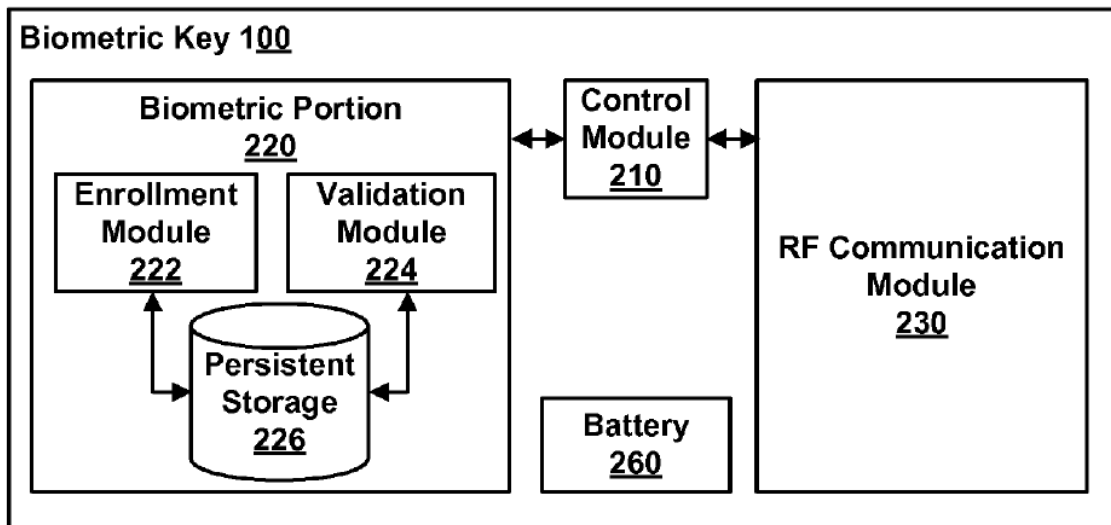 Biometric Key 100
Biometric Portion
220
Enrollment
Module
222
Validation
Module
224
Persistent
Storage
226
Control
Module
210
Battery
260
RF Communication
Module
230